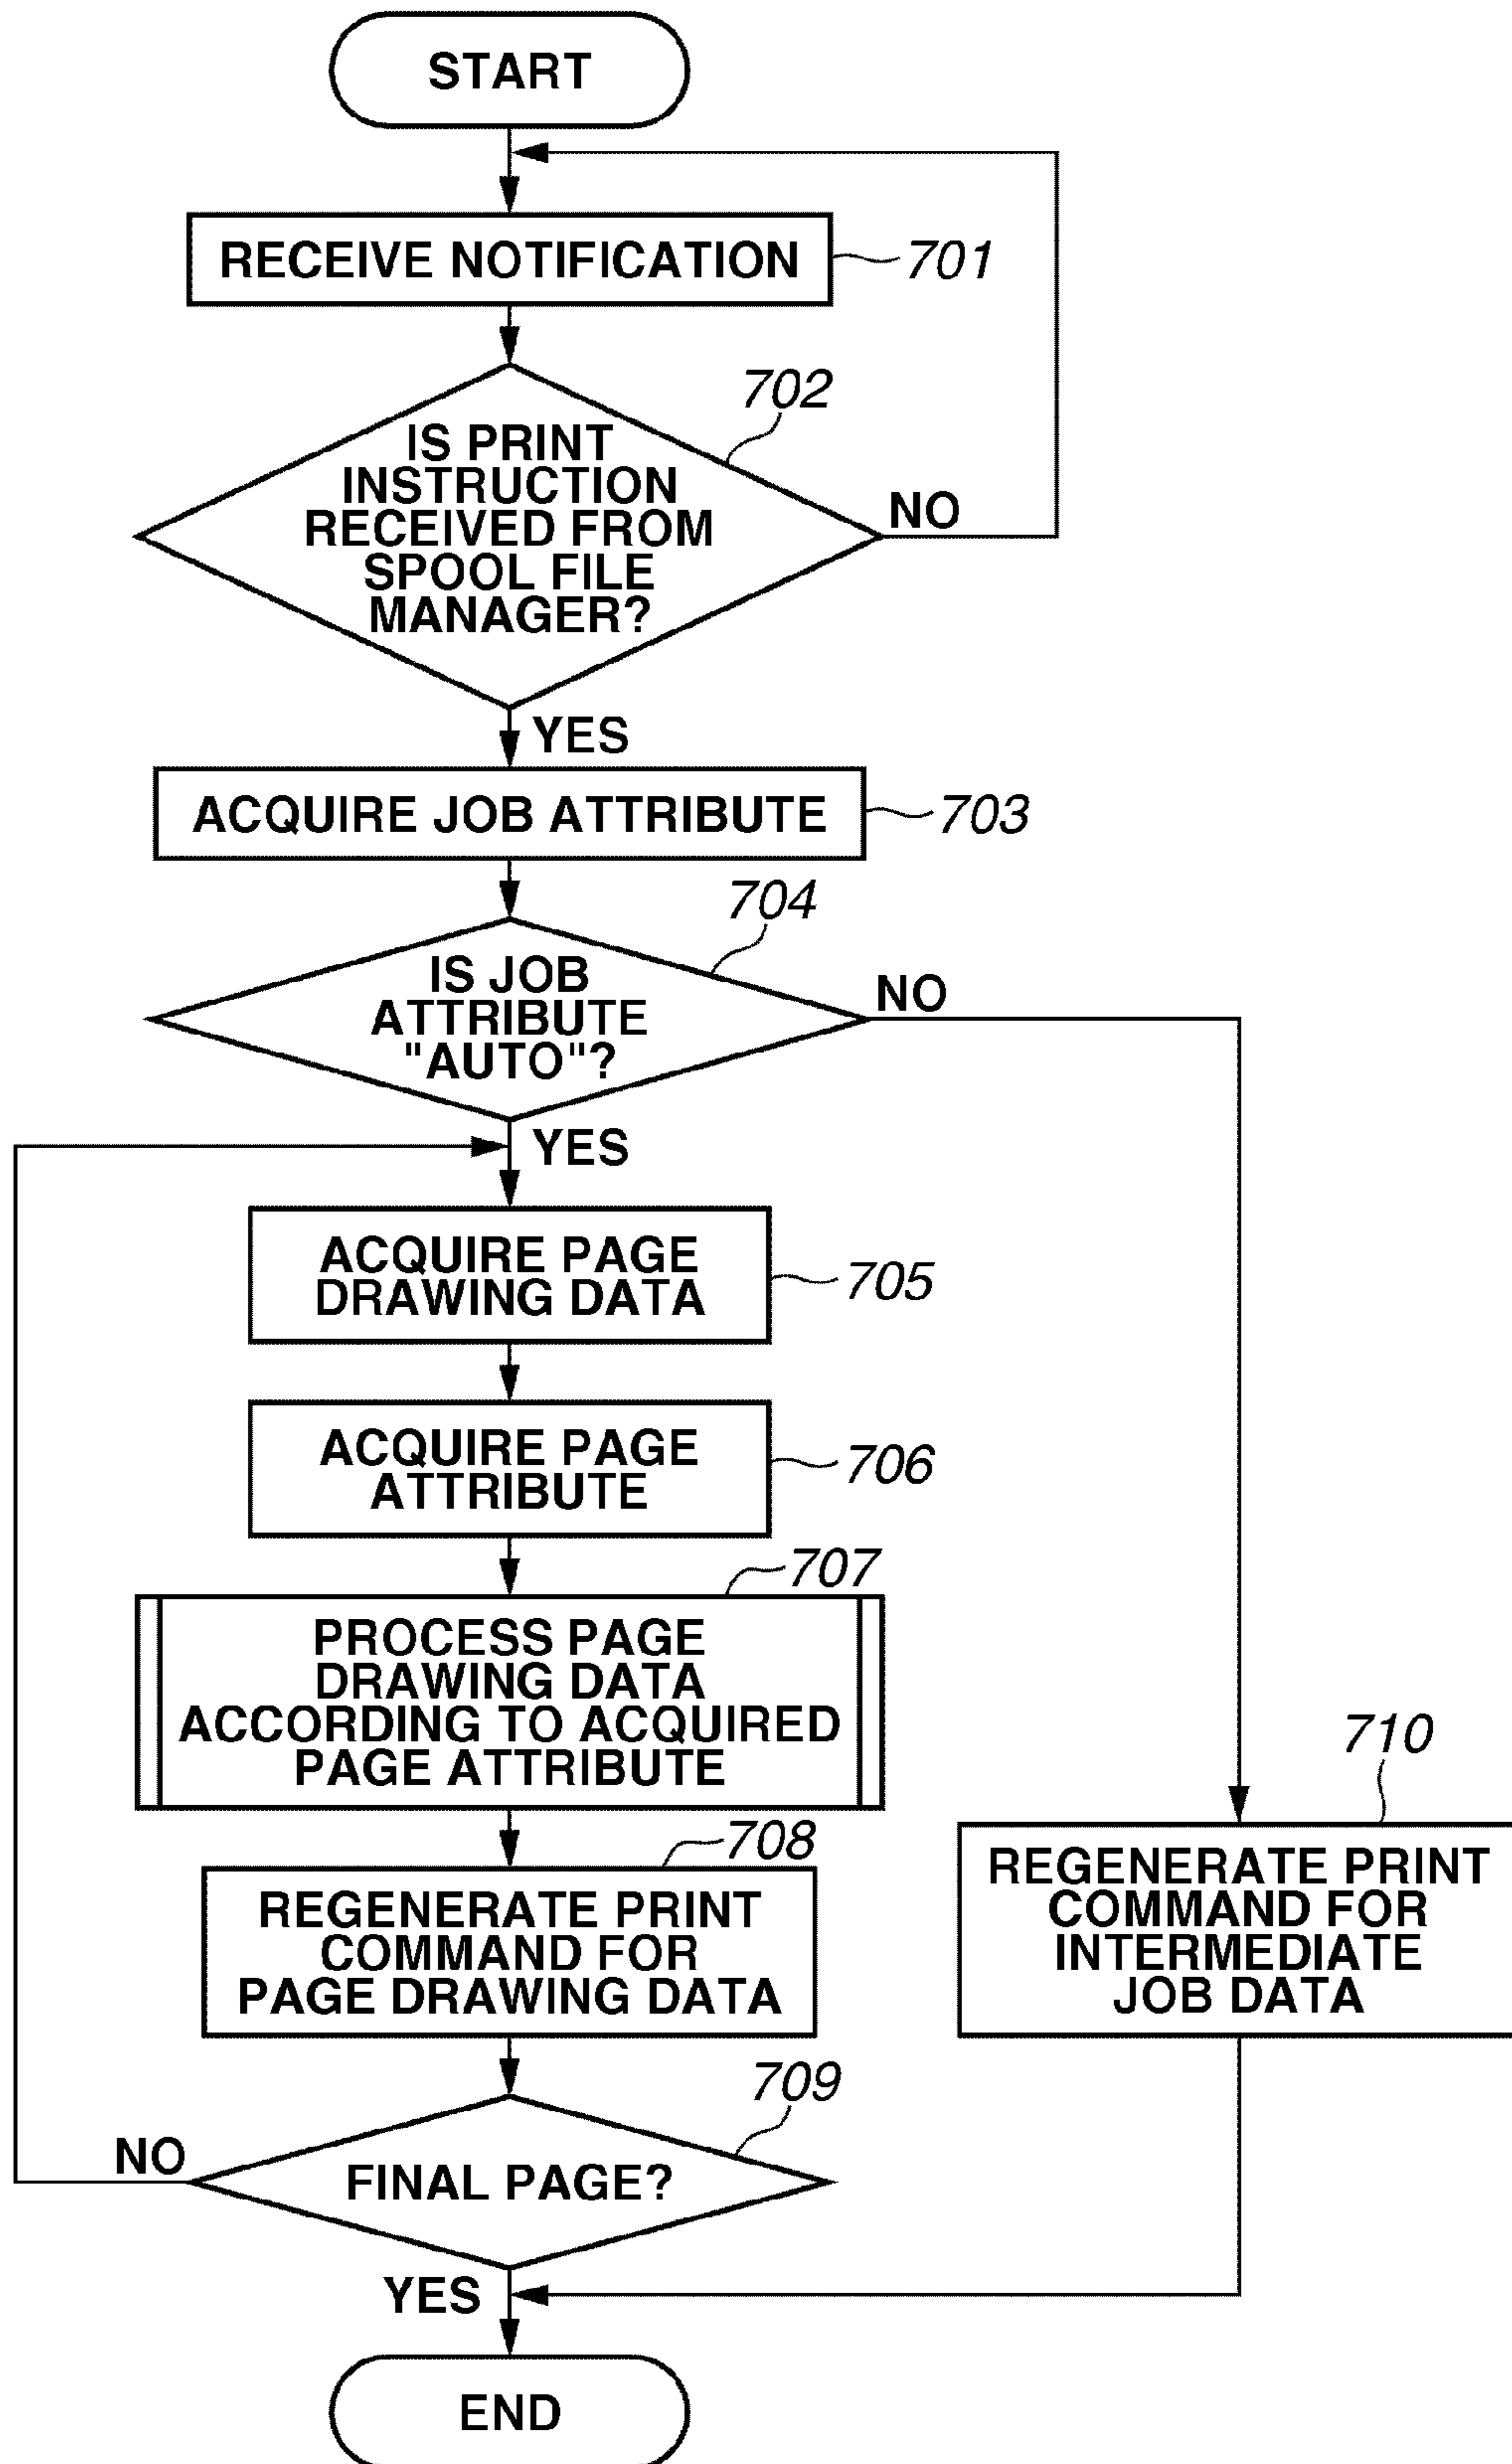 START
RECEIVE NOTIFICATION
701
702
IS PRINT
INSTRUCTION
RECEIVED FROM
SPOOL FILE
MANAGER?
NO
YES
ACQUIRE JOB ATTRIBUTE
703
704
IS JOB
ATTRIBUTE
"AUTO"?
NO
YES
ACQUIRE PAGE
DRAWING DATA
705
ACQUIRE PAGE
ATTRIBUTE
706
707
PROCESS PAGE
DRAWING DATA
ACCORDING TO ACQUIRED
PAGE ATTRIBUTE
708
REGENERATE PRINT
COMMAND FOR
PAGE DRAWING DATA
710
REGENERATE PRINT
COMMAND FOR
INTERMEDIATE
JOB DATA
709
FINAL PAGE?
NO
YES
END